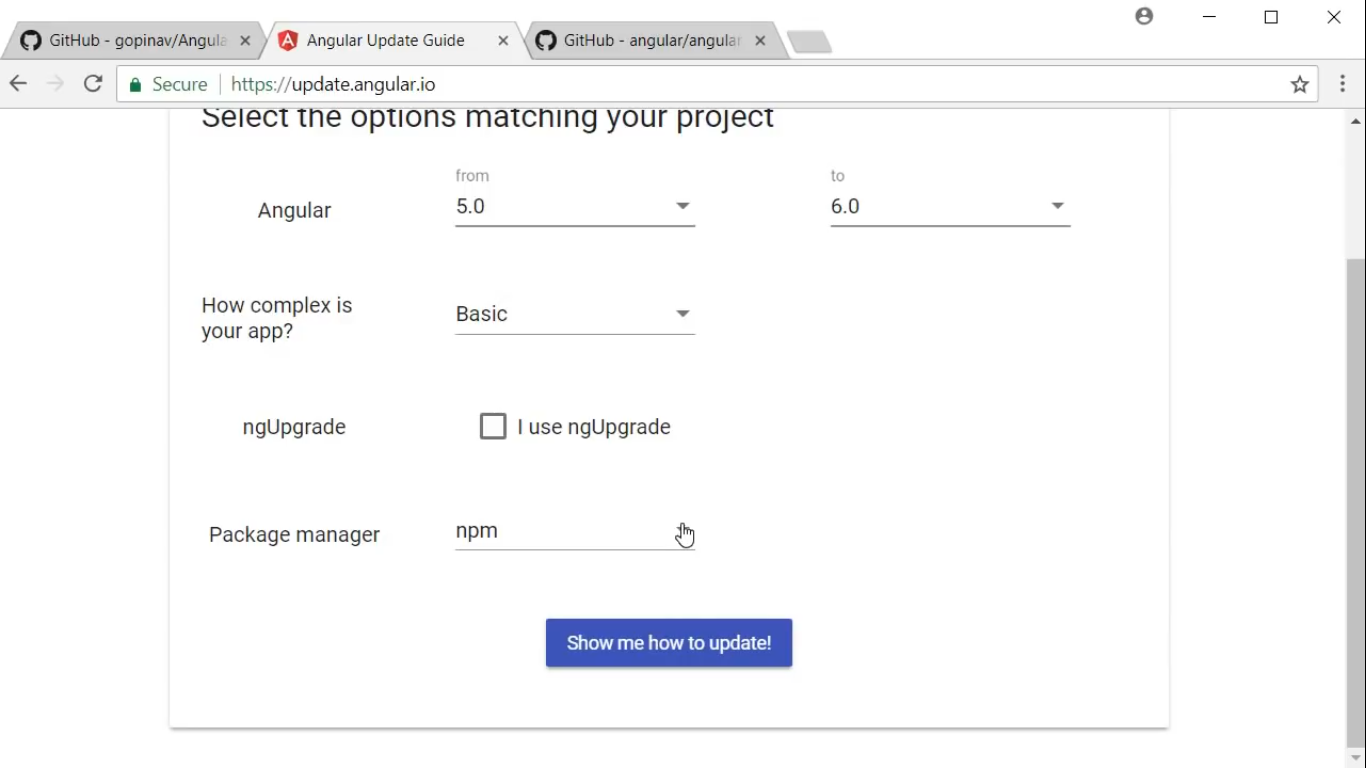 GitHub - gopinav/Angula
Angular Update Guide
GitHub - angular/angular
Secure
https://update.angular.io
Select the options matching your project
from
to
Angular
5.0
6.0
How complex is
your app?
Basic
ngUpgrade
I use ngUpgrade
Package manager
npm
Show me how to update!